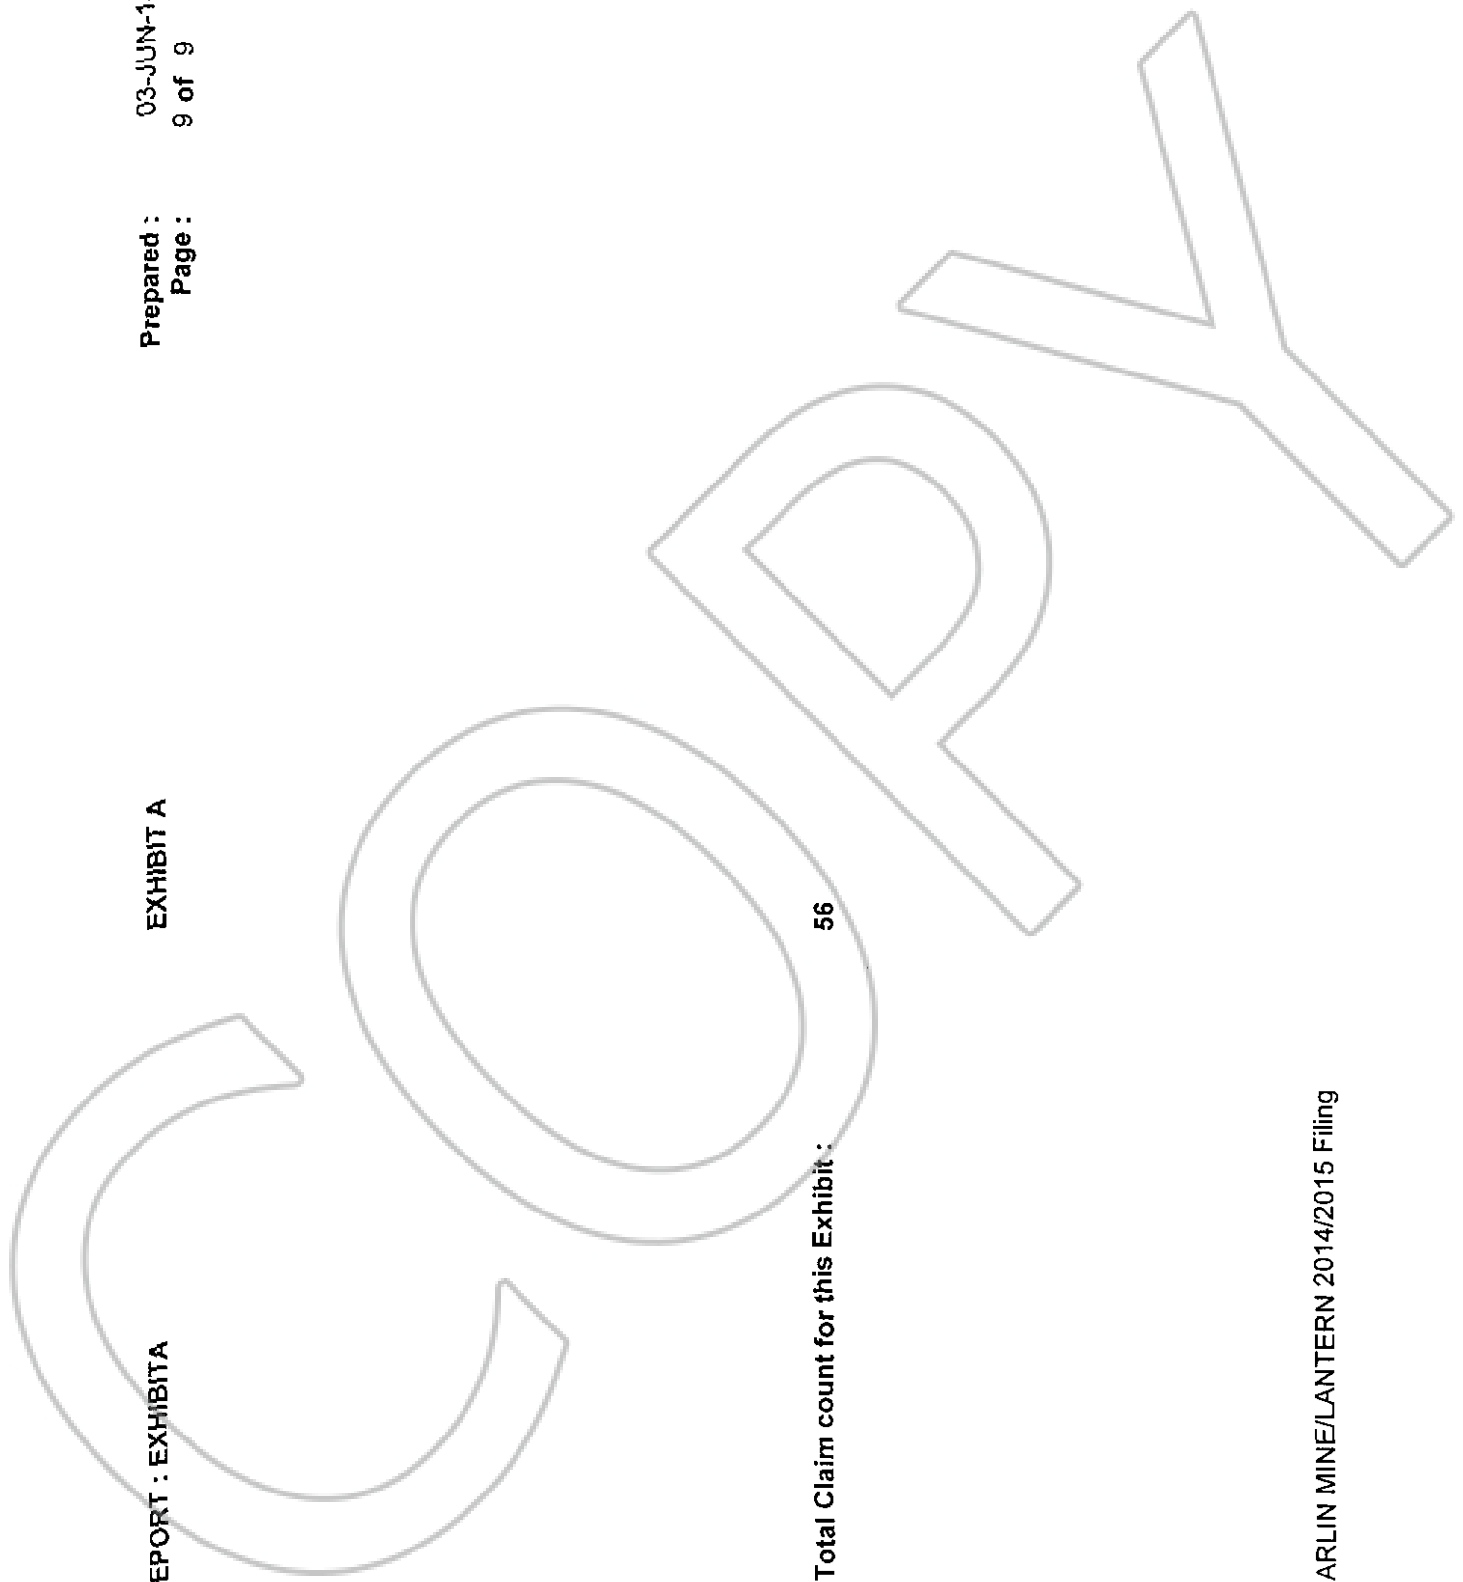 EPORT : EXHIBITA EXHIBIT A Prepared : 03-JUN-1
Page : 9 of 9
Total Claim count for this Exhibit : 56
ARLIN MINE/LANTERN 2014/2015 Filing
COPY